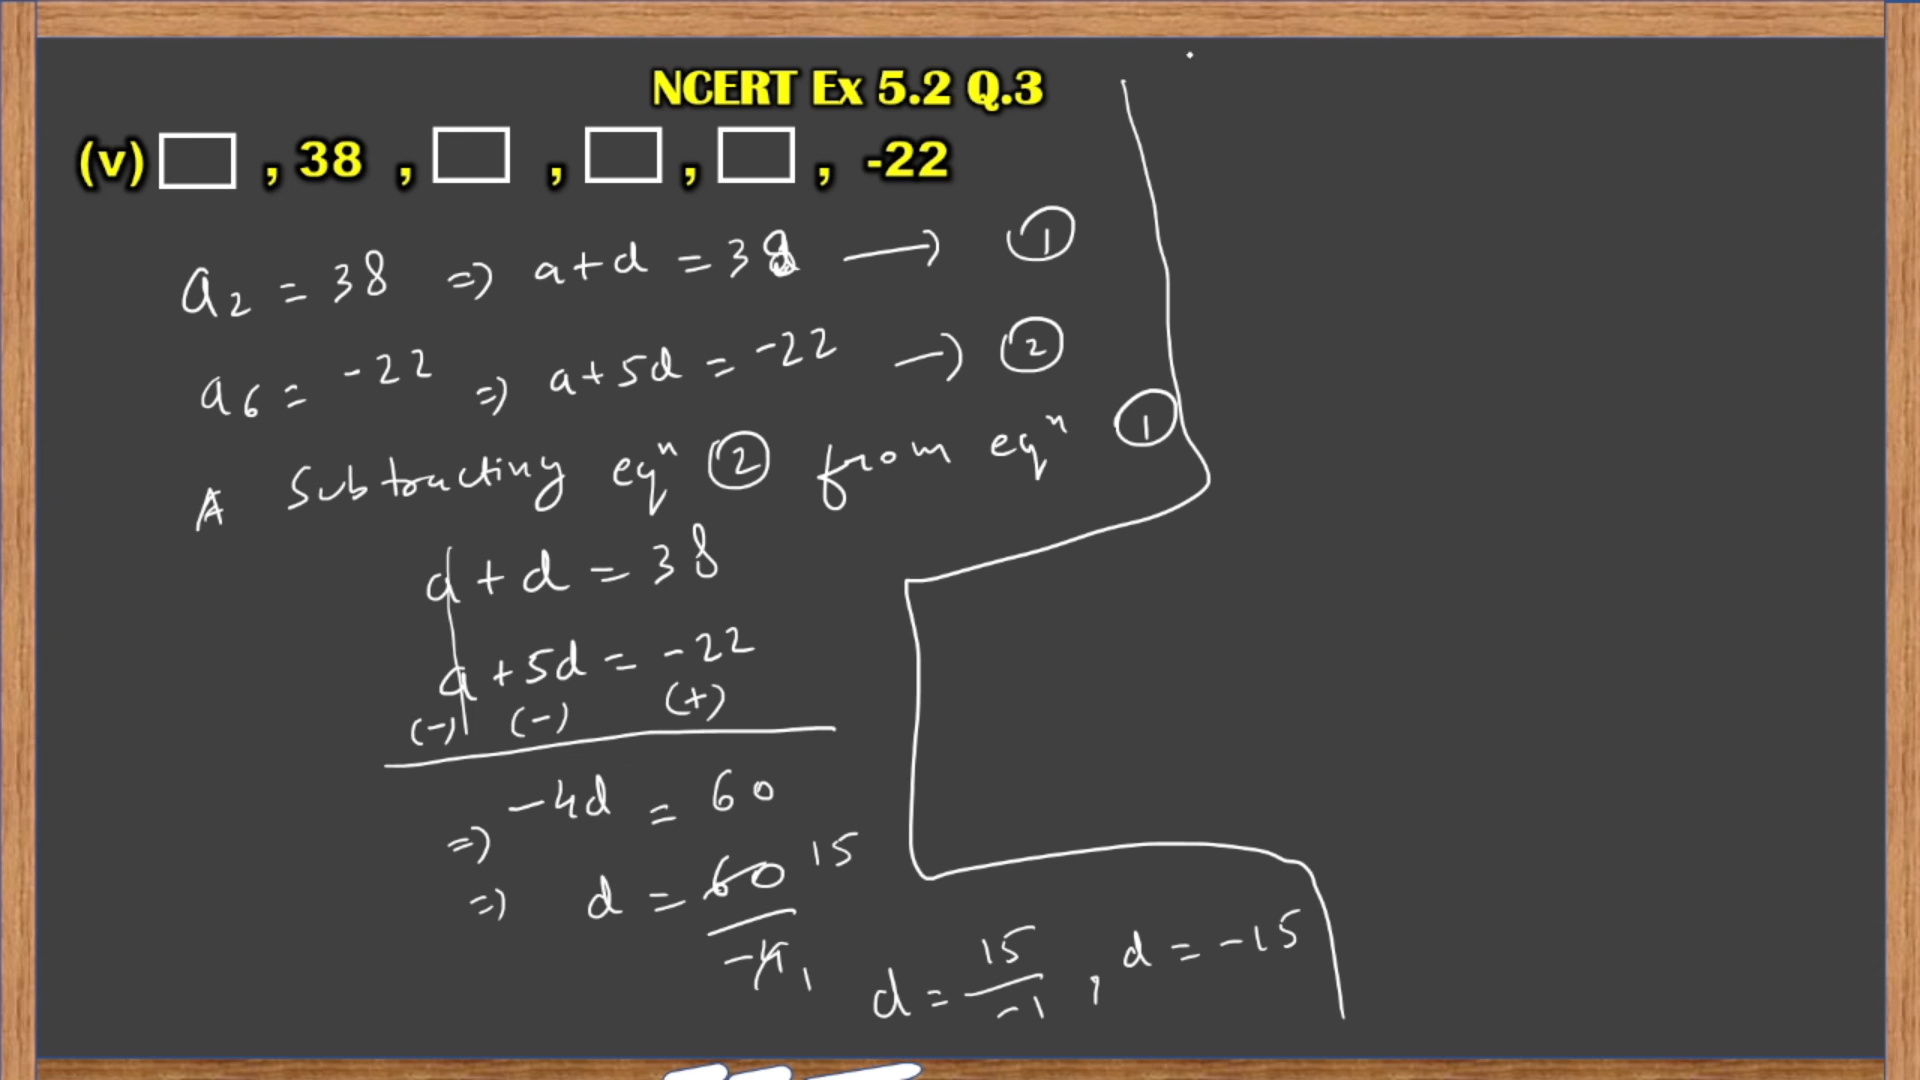 NCERT Ex 5.2 Q.3
(v) □ , 38 , □ , □ , □ , -22
a₂ = 38 => a+d = 38 → ①
a₆ = -22 => a+5d = -22 → ②
A Subtracting eqⁿ ② from eqⁿ ①
a + d = 38
a + 5d = -22
(-) (-) (+)
=> -4d = 60
=> d = 60 15
-4 1
d = 15/-1 , d = -15